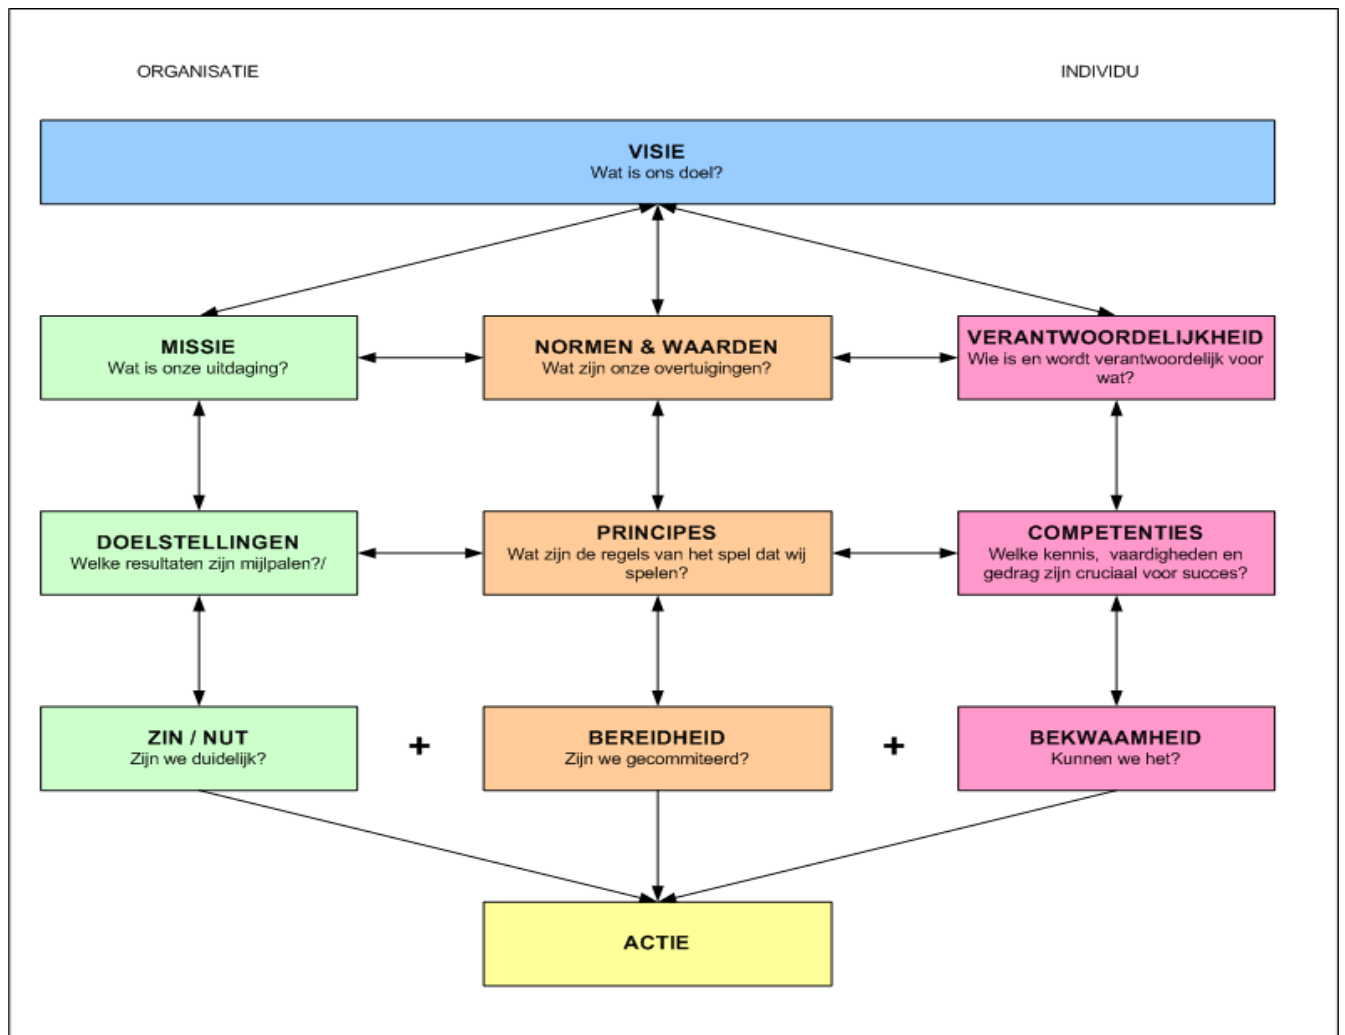 ORGANISATIE
INDIVIDU
VISIE
Wat is ons doel?
MISSIE
Wat is onze uitdaging?
NORMEN & WAARDEN
Wat zijn onze overtuigingen?
VERANTWOORDELIJKHEID
Wie is en wordt verantwoordelijk voor
wat?
DOELSTELLINGEN
Welke resultaten zijn mijlpalen?/
PRINCIPES
Wat zijn de regels van het spel dat wij
spelen?
COMPETENTIES
Welke kennis, vaardigheden en
gedrag zijn cruciaal voor succes?
ZIN / NUT
Zijn we duidelijk?
+
BEREIDHEID
Zijn we gecommiteerd?
+
BEKWAAMHEID
Kunnen we het?
ACTIE